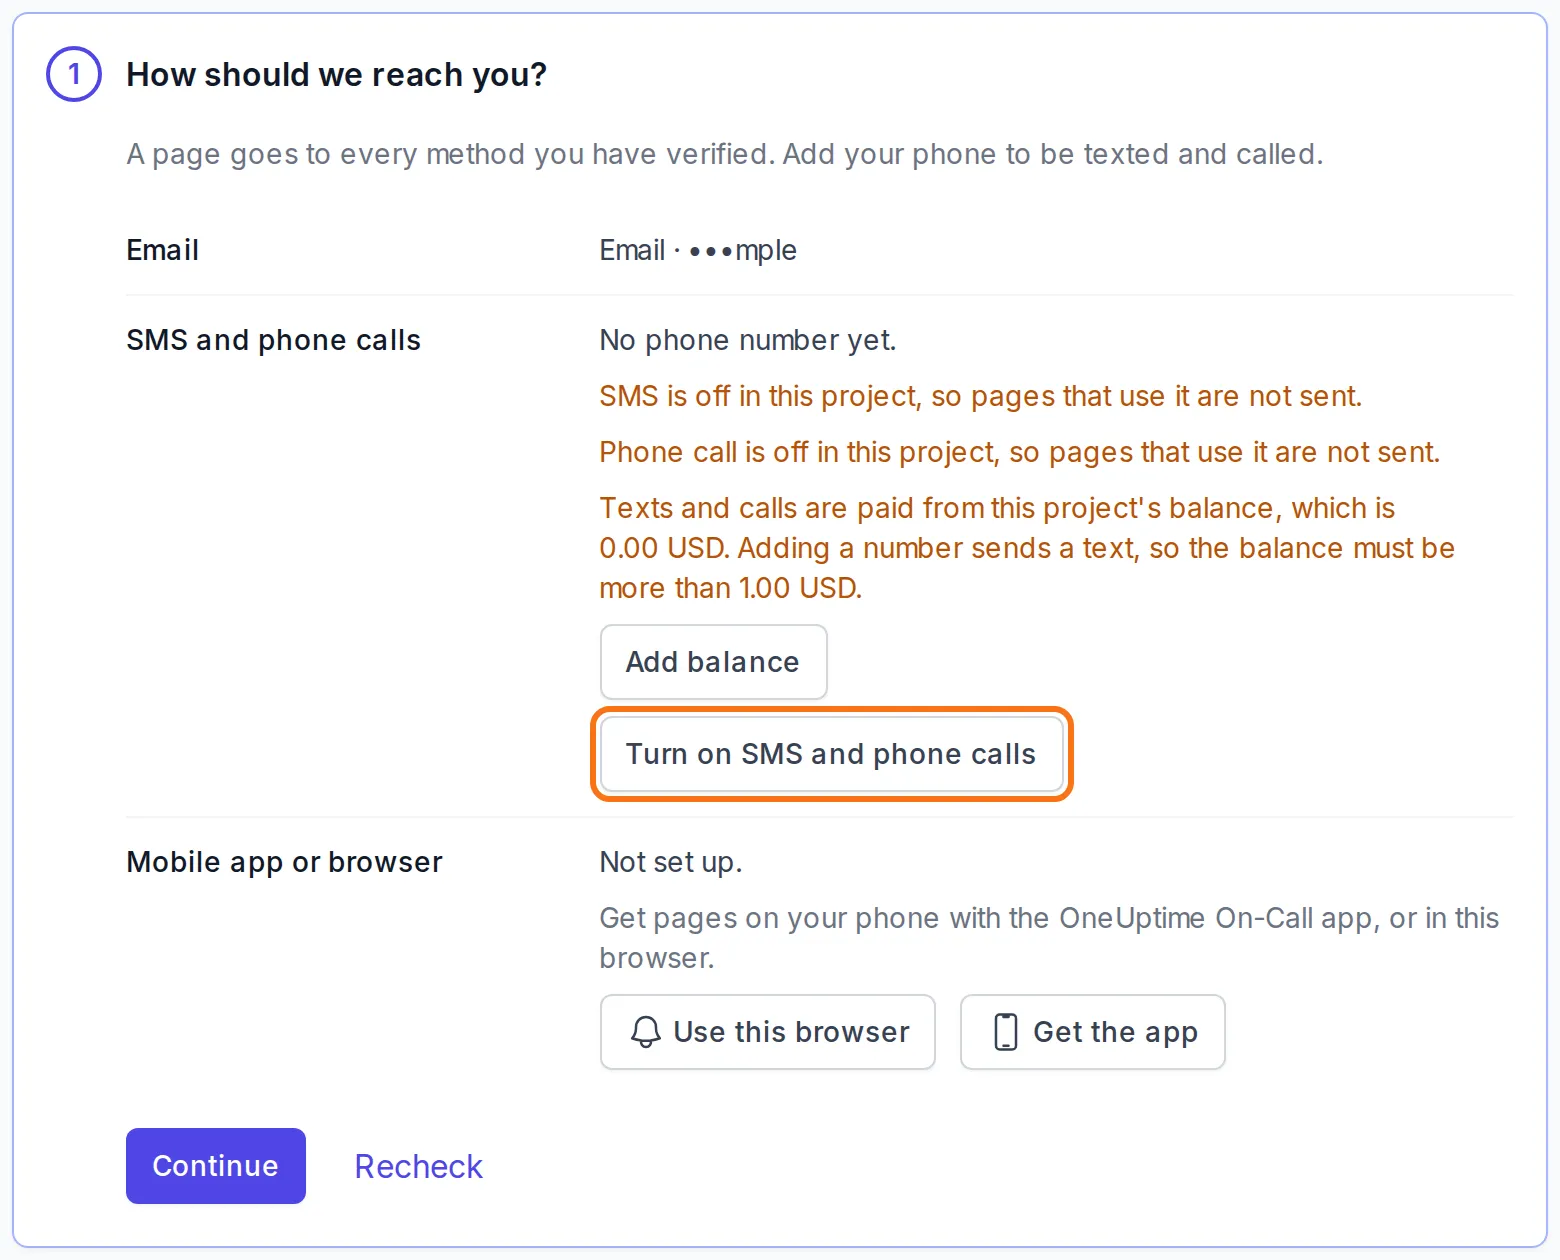 1
How should we reach you?
A page goes to every method you have verified. Add your phone to be texted and called.
Email
Email · •••mple
SMS and phone calls
No phone number yet.
SMS is off in this project, so pages that use it are not sent.
Phone call is off in this project, so pages that use it are not sent.
Texts and calls are paid from this project's balance, which is
0.00 USD. Adding a number sends a text, so the balance must be
more than 1.00 USD.
Add balance
Turn on SMS and phone calls
Mobile app or browser
Not set up.
Get pages on your phone with the OneUptime On-Call app, or in this
browser.
Use this browser
Get the app
Continue
Recheck